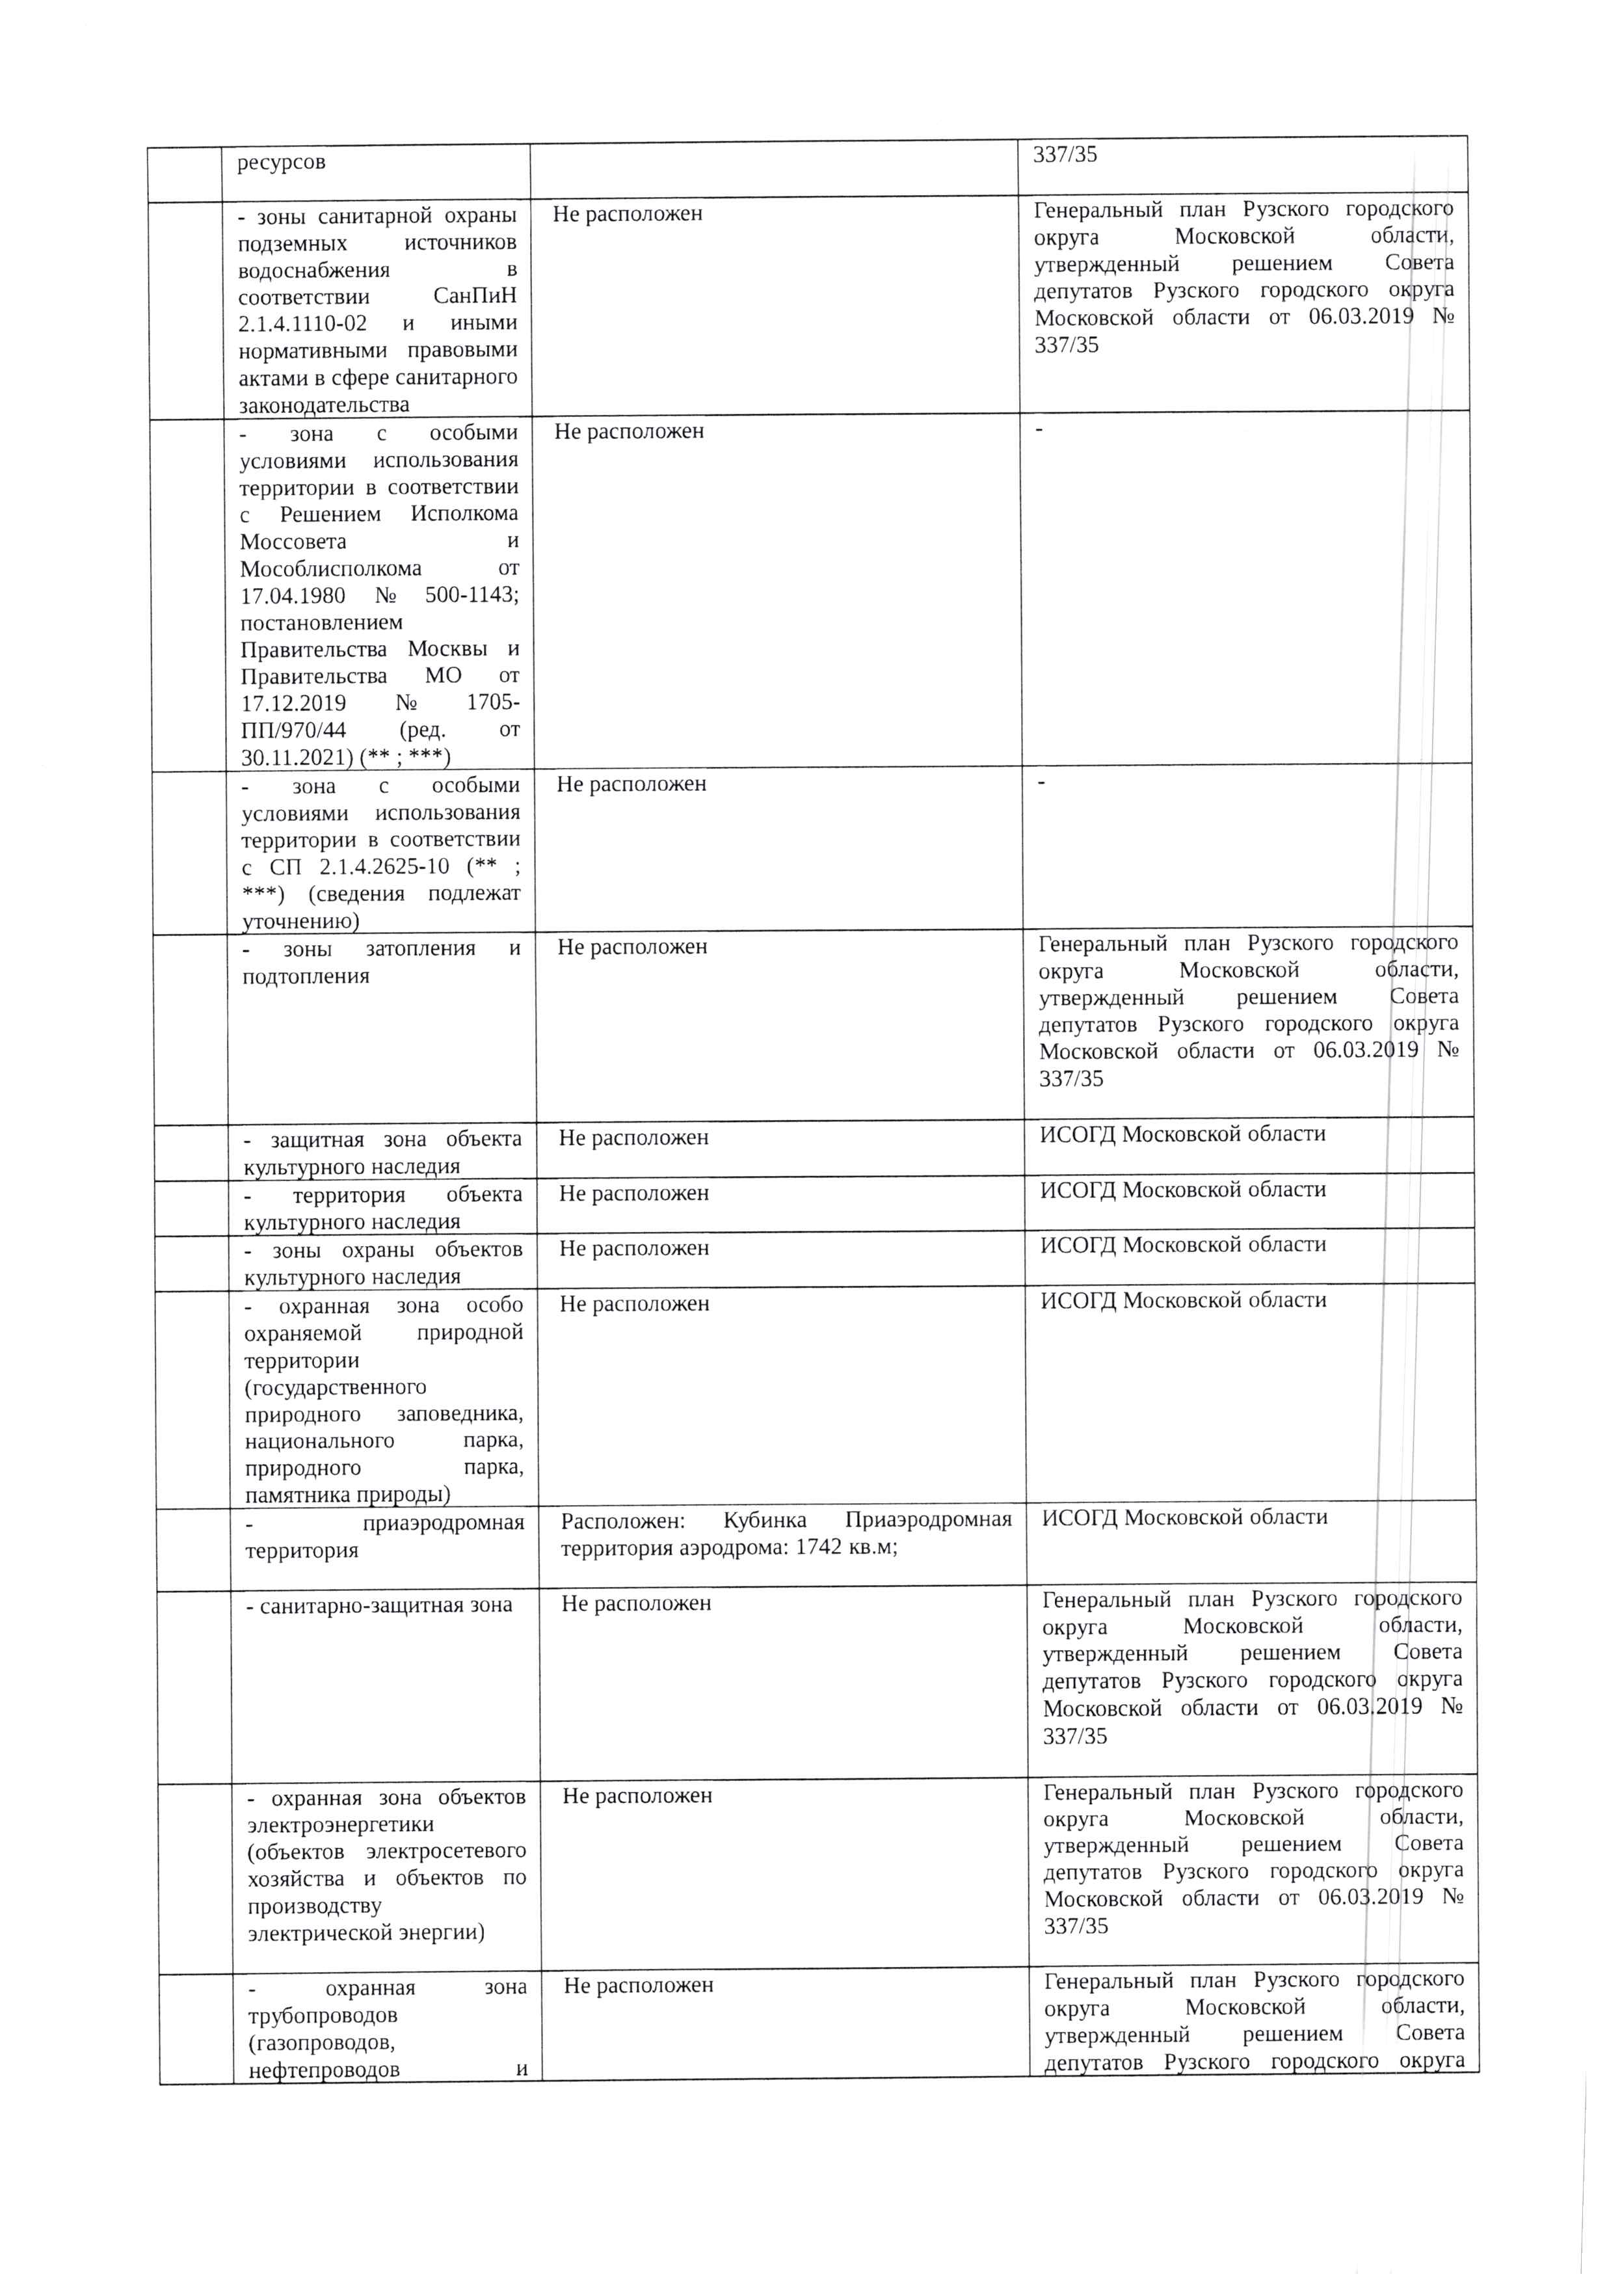 ресурсов
337/35
- зоны санитарной охраны
подземных источников
водоснабжения в
соответствии СанПиН
2.1.4.1110-02 и иными
нормативными правовыми
актами в сфере санитарного
законодательства
Не расположен
Генеральный план Рузского городского
округа Московской области,
утвержденный решением Совета
депутатов Рузского городского округа
Московской области от 06.03.2019 №
337/35
- зона с особыми
условиями использования
территории в соответствии
с Решением Исполкома
Моссовета и
Мособлисполкома от
17.04.1980 № 500-1143;
постановлением
Правительства Москвы и
Правительства МО от
17.12.2019 № 1705-
ПП/970/44 (ред. от
30.11.2021) (** ; ***)
Не расположен
-
- зона с особыми
условиями использования
территории в соответствии
с СП 2.1.4.2625-10 (** ;
***) (сведения подлежат
уточнению)
Не расположен
-
- зоны затопления и
подтопления
Не расположен
Генеральный план Рузского городского
округа Московской области,
утвержденный решением Совета
депутатов Рузского городского округа
Московской области от 06.03.2019 №
337/35
- защитная зона объекта
культурного наследия
Не расположен
ИСОГД Московской области
- территория объекта
культурного наследия
Не расположен
ИСОГД Московской области
- зоны охраны объектов
культурного наследия
Не расположен
ИСОГД Московской области
- охранная зона особо
охраняемой природной
территории
(государственного
природного заповедника,
национального парка,
природного парка,
памятника природы)
Не расположен
ИСОГД Московской области
- приаэродромная
территория
Расположен: Кубинка Приаэродромная
территория аэродрома: 1742 кв.м;
ИСОГД Московской области
- санитарно-защитная зона
Не расположен
Генеральный план Рузского городского
округа Московской области,
утвержденный решением Совета
депутатов Рузского городского округа
Московской области от 06.03.2019 №
337/35
- охранная зона объектов
электроэнергетики
(объектов электросетевого
хозяйства и объектов по
производству
электрической энергии)
Не расположен
Генеральный план Рузского городского
округа Московской области,
утвержденный решением Совета
депутатов Рузского городского округа
Московской области от 06.03.2019 №
337/35
- охранная зона
трубопроводов
(газопроводов,
нефтепроводов и
Не расположен
Генеральный план Рузского городского
округа Московской области,
утвержденный решением Совета
депутатов Рузского городского округа